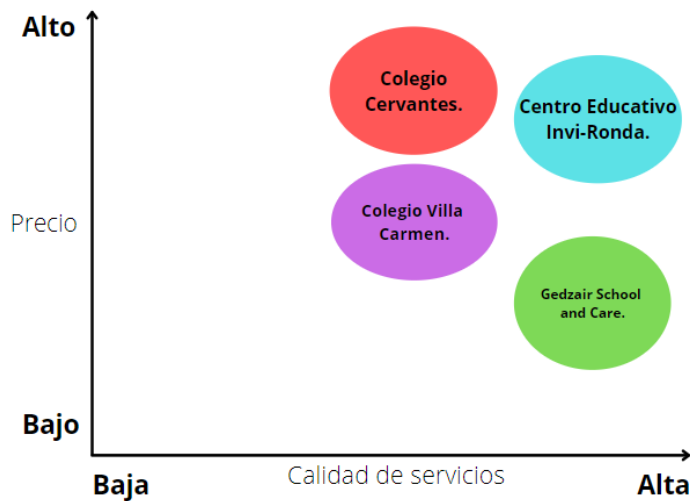 Alto
Colegio
Cervantes.
Centro Educativo
Invi-Ronda.
Precio
Colegio Villa
Carmen.
Gedzair School
and Care.
Bajo
Baja
Calidad de servicios
Alta